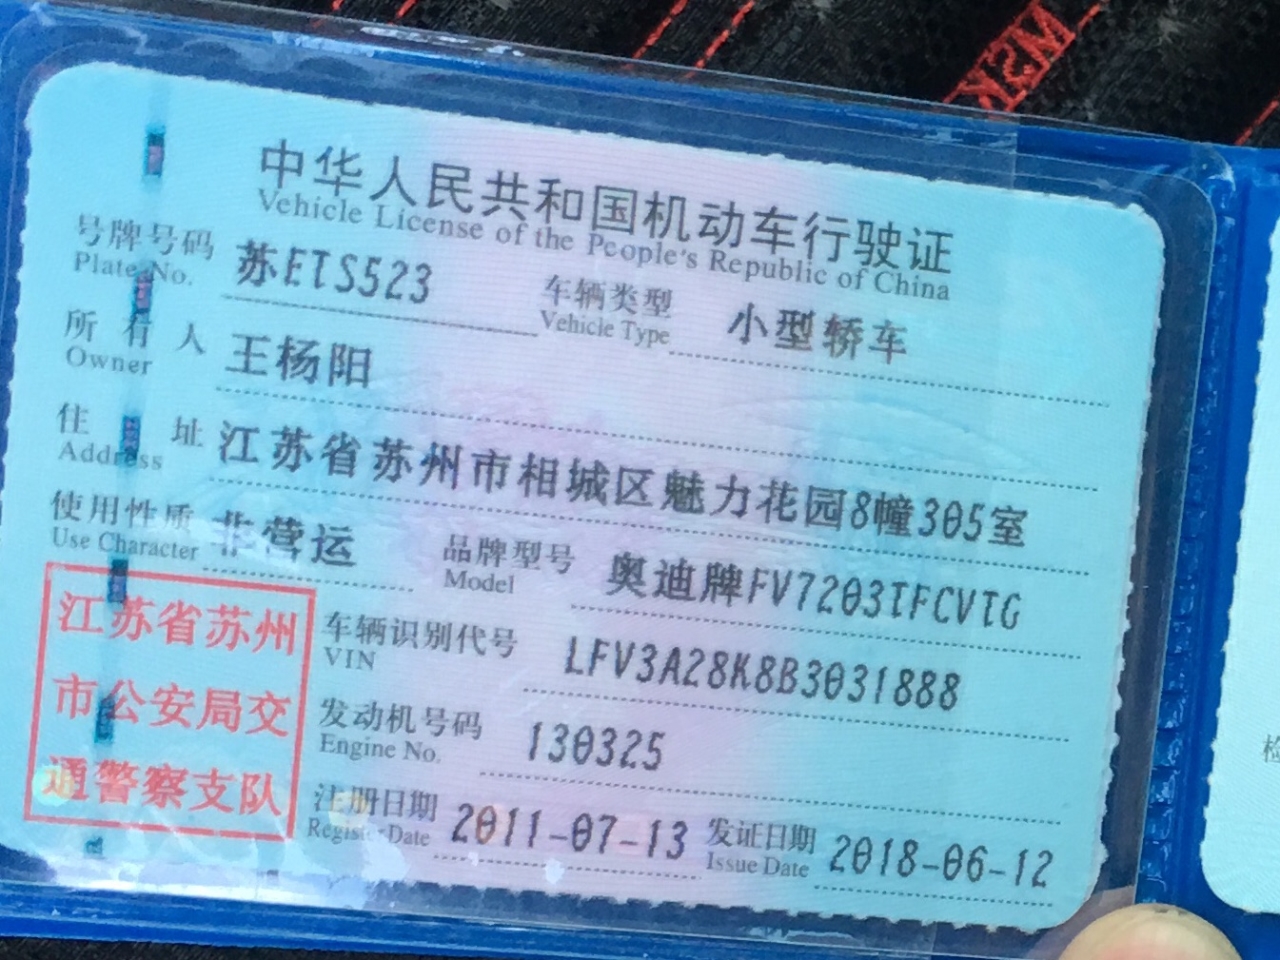 中华人民共和国机动车行驶证
Vehicle License of the People's Republic of China
号牌号码 苏ETS523 车辆类型 小型轿车
Plate No. Vehicle Type
所有人 王杨阳
Owner
住址 江苏省苏州市相城区魅力花园8幢305室
Address
使用性质 非营运 品牌型号 奥迪牌FV7203TFCVTG
Use Character Model
车辆识别代号 LFV3A28K8B3031888
VIN
发动机号码 130325
Engine No.
注册日期 2011-07-13 发证日期 2018-06-12
Register Date Issue Date
江苏省苏州
市公安局交
通警察支队